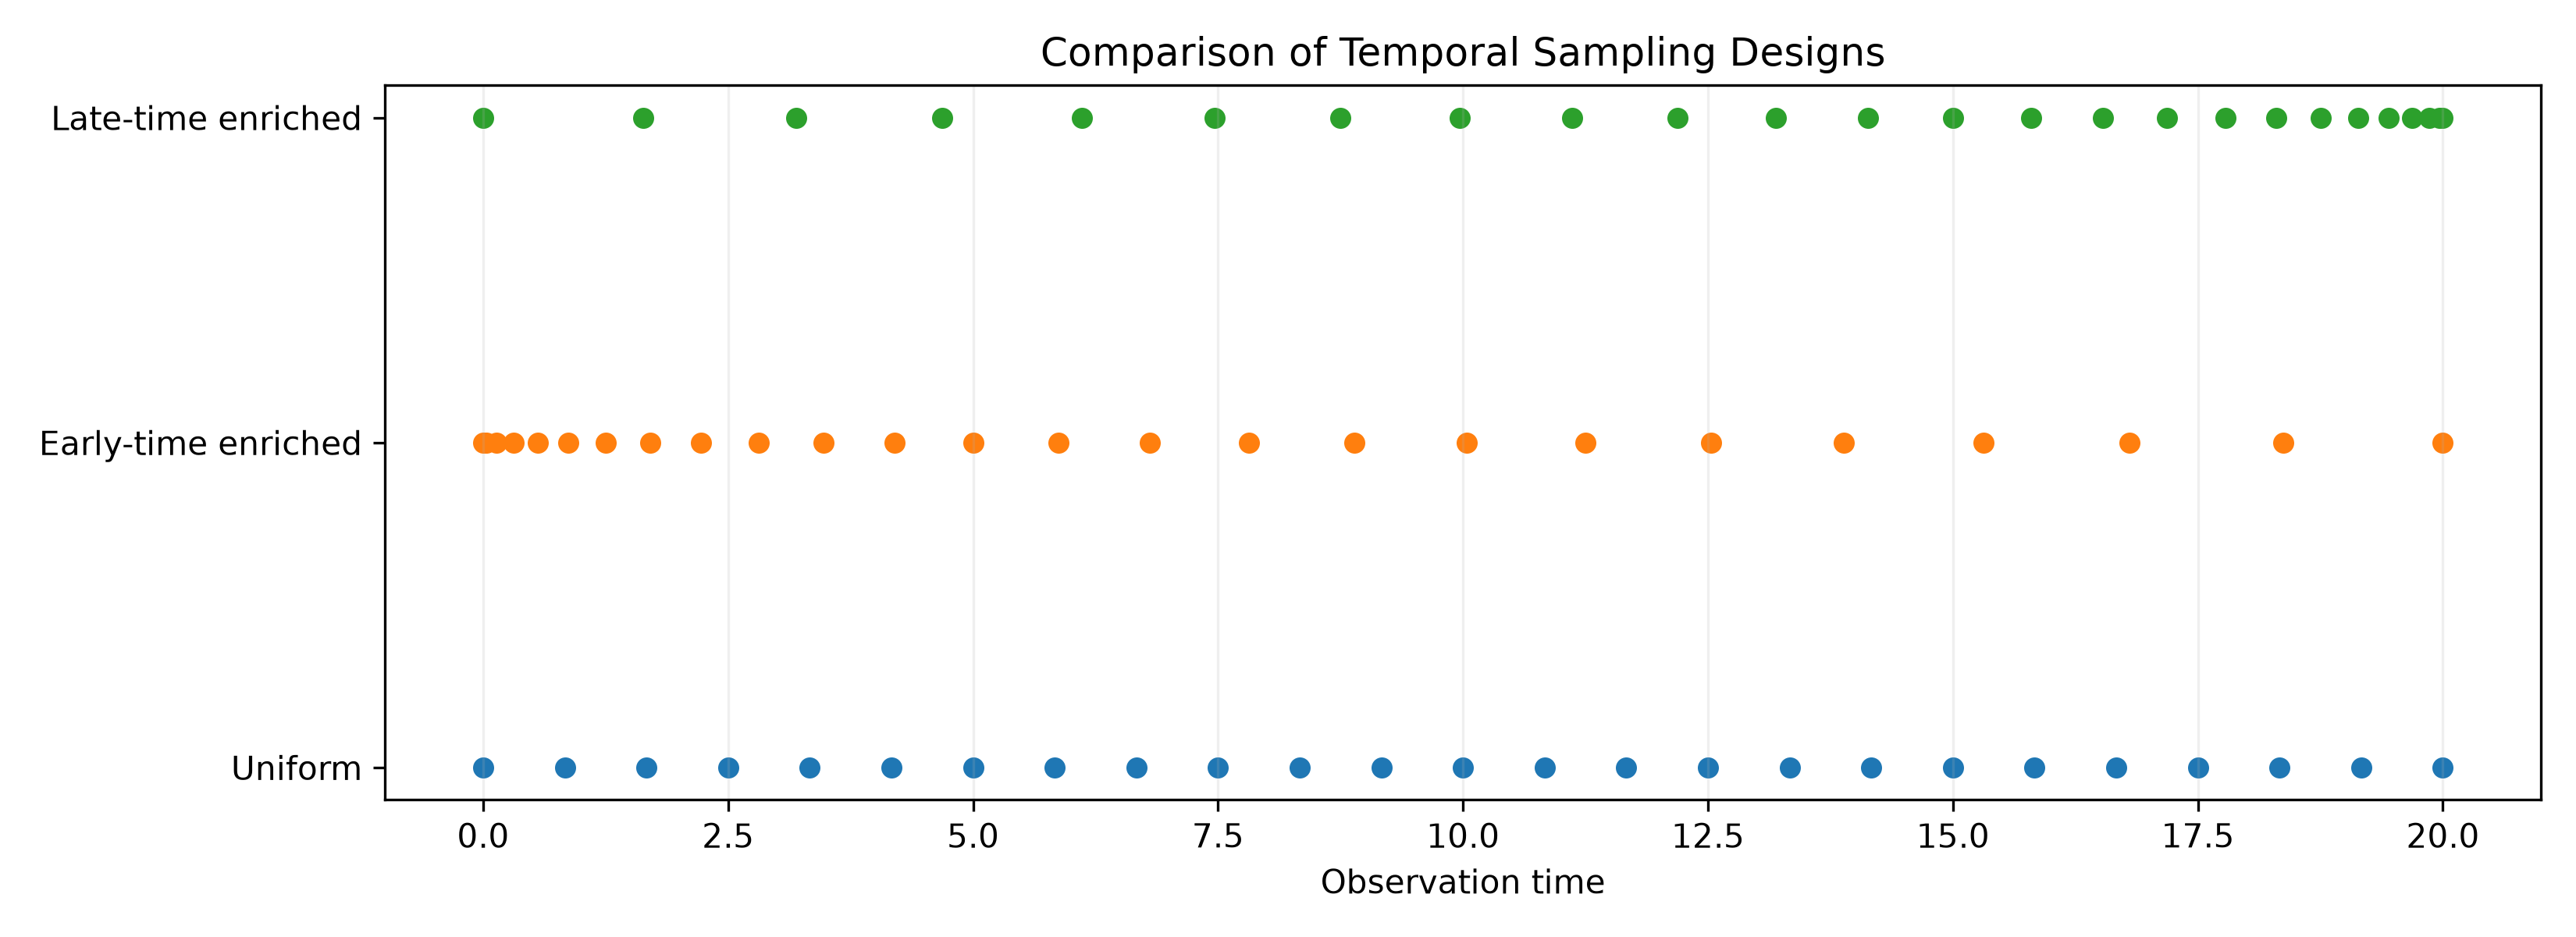 Comparison of Temporal Sampling Designs
Late-time enriched
Early-time enriched
Uniform
0.0 2.5 5.0 7.5 10.0 12.5 15.0 17.5 20.0
Observation time